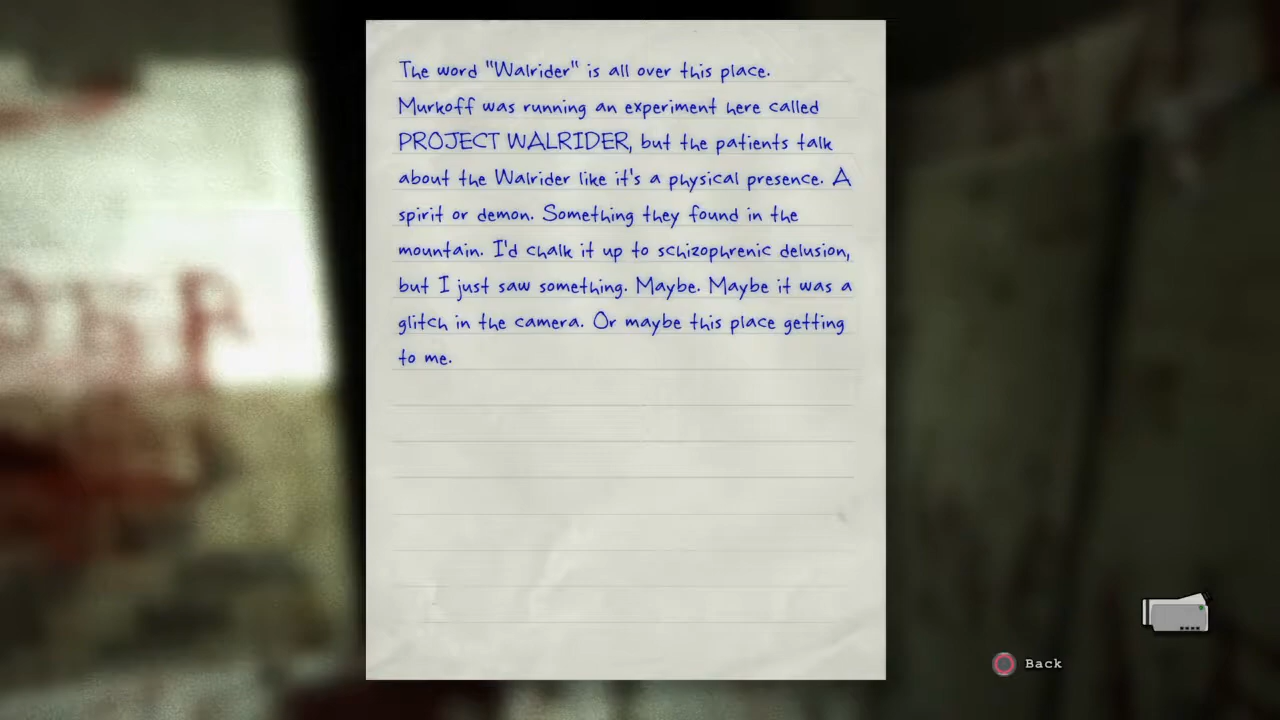 The word "Walrider" is all over this place.
Murkoff was running an experiment here called
PROJECT WALRIDER, but the patients talk
about the Walrider like it's a physical presence. A
spirit or demon. Something they found in the
mountain. I'd chalk it up to schizophrenic delusion,
but I just saw something. Maybe. Maybe it was a
glitch in the camera. Or maybe this place getting
to me.
Back